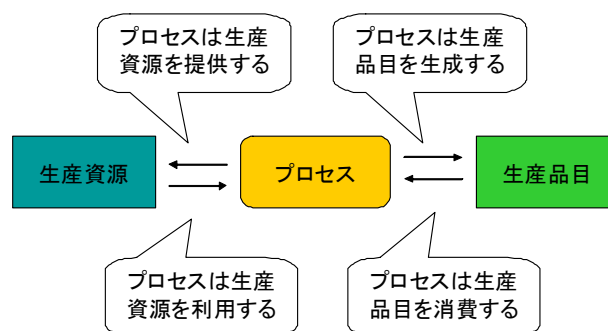 プロセスは生産
資源を提供する
プロセスは生産
品目を生成する
生産資源
プロセス
生産品目
プロセスは生産
資源を利用する
プロセスは生産
品目を消費する